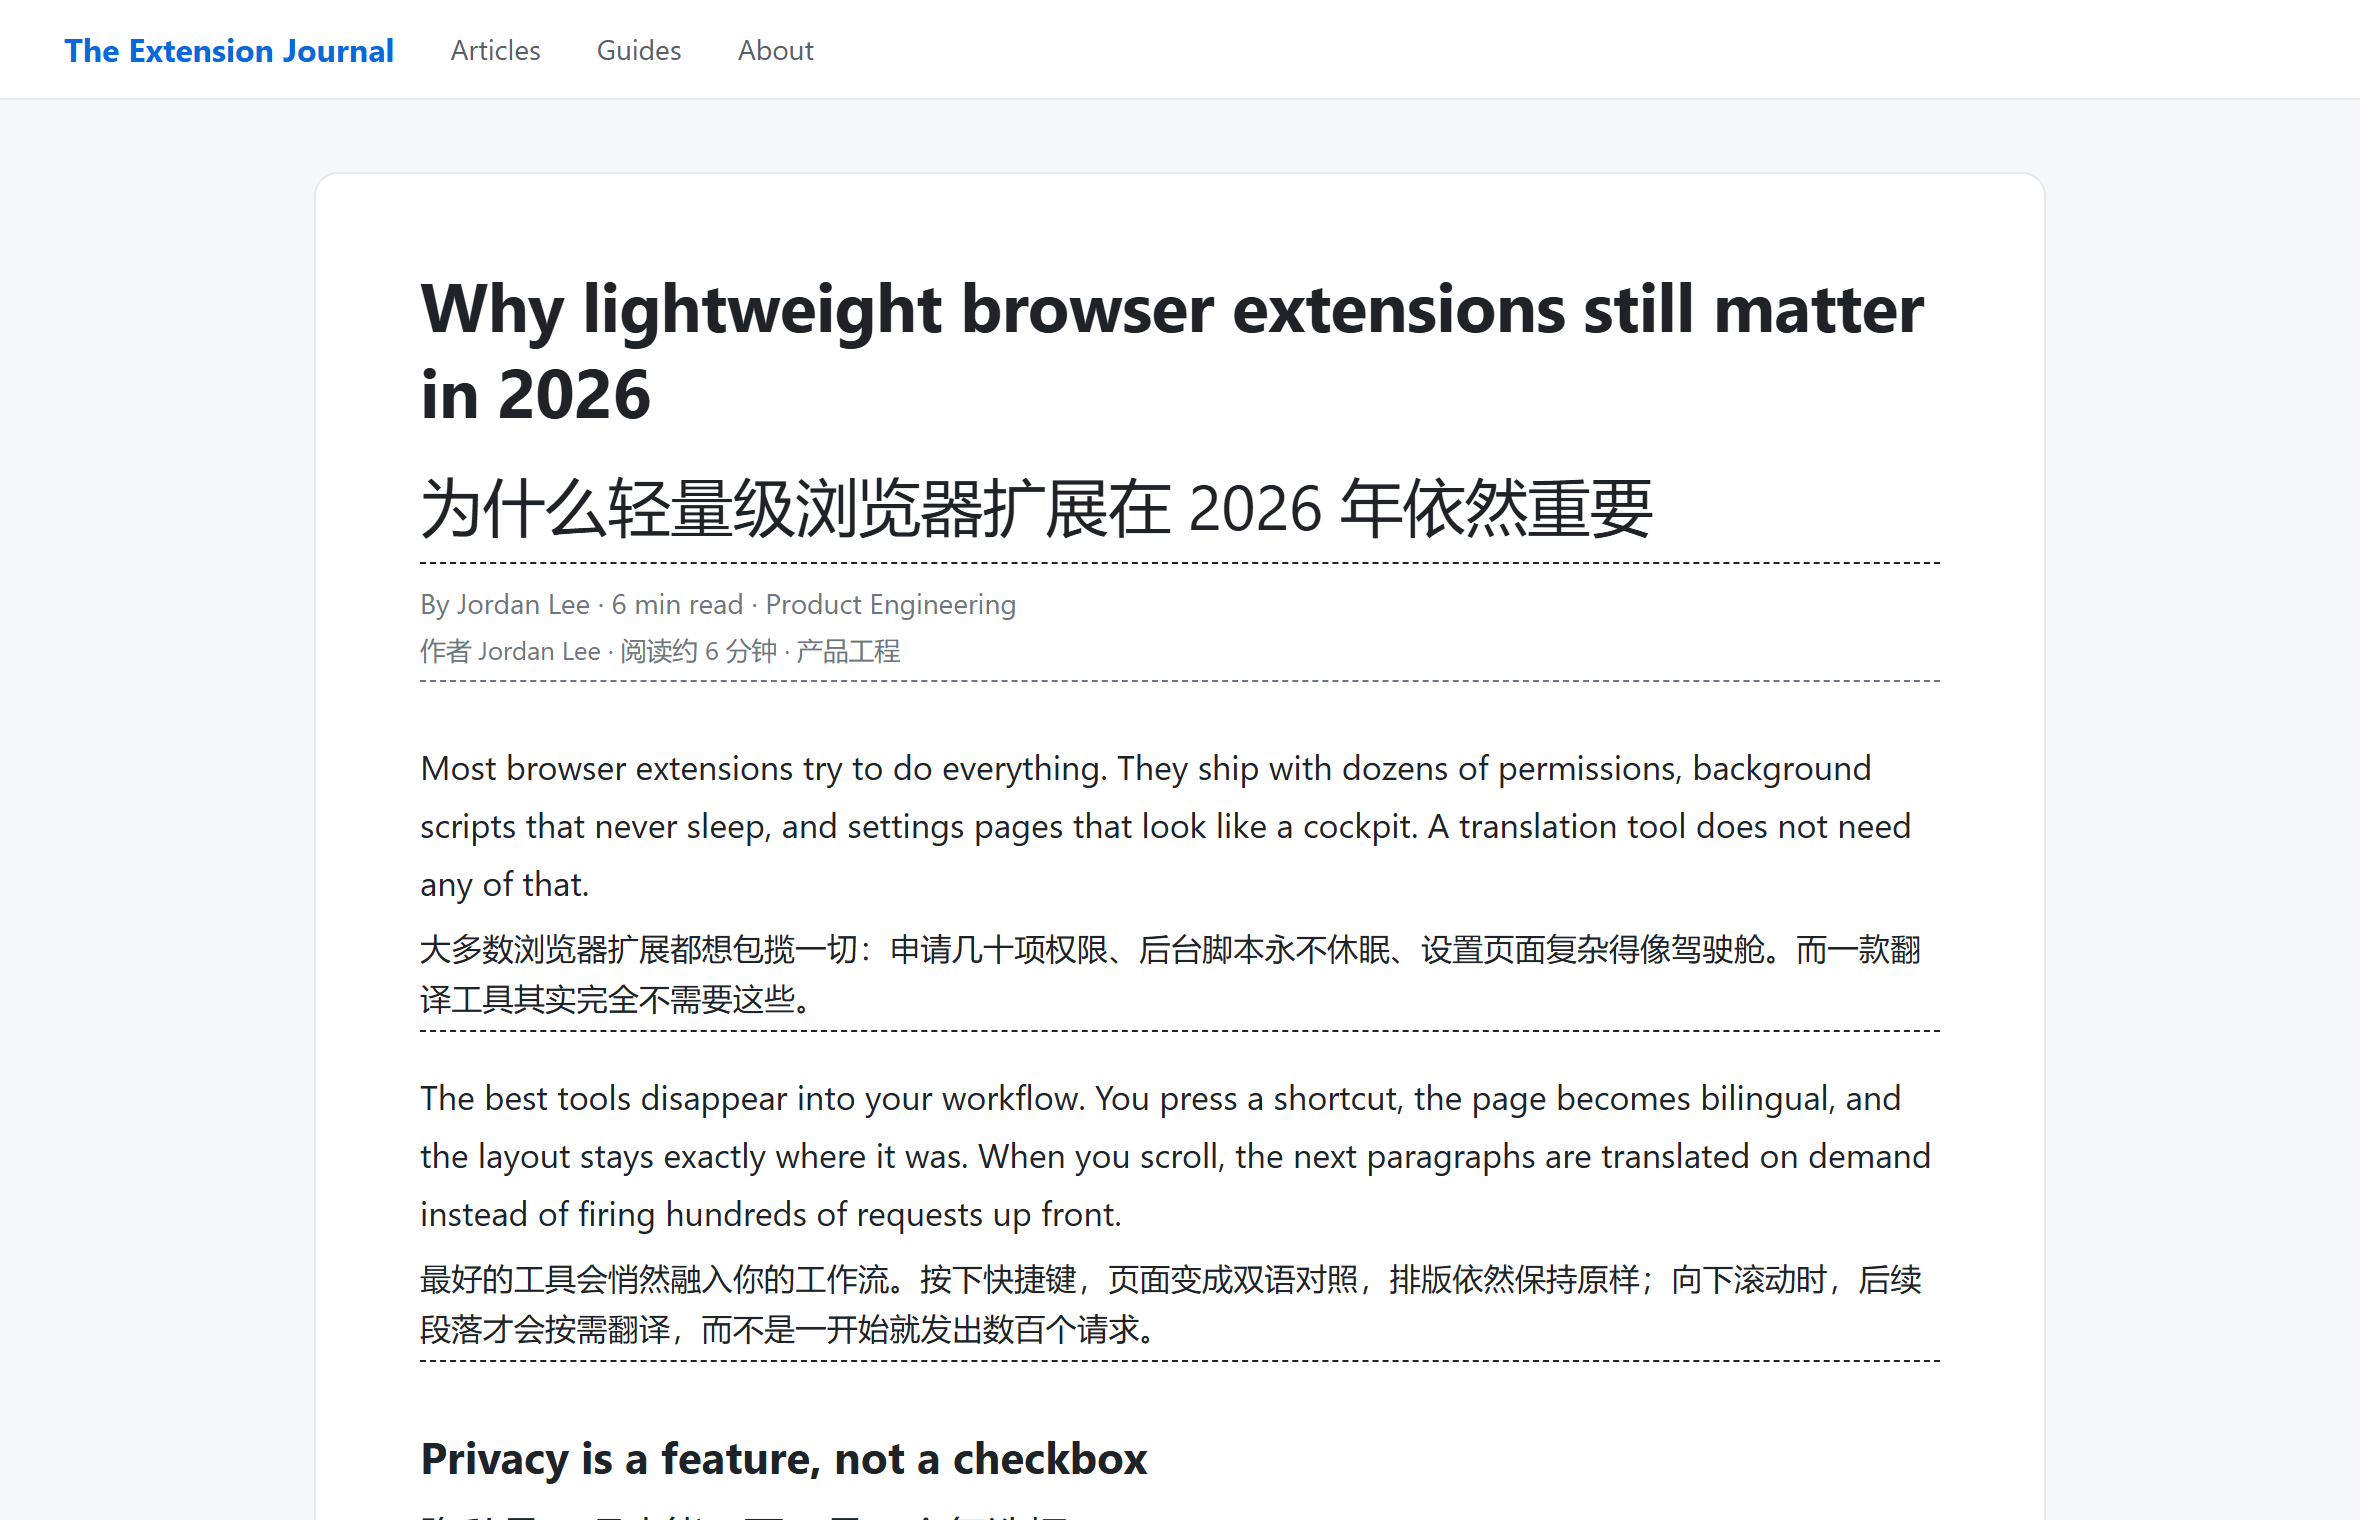 The Extension Journal Articles Guides About
Why lightweight browser extensions still matter
in 2026
为什么轻量级浏览器扩展在 2026 年依然重要
By Jordan Lee · 6 min read · Product Engineering
作者 Jordan Lee · 阅读约 6 分钟 · 产品工程
Most browser extensions try to do everything. They ship with dozens of permissions, background
scripts that never sleep, and settings pages that look like a cockpit. A translation tool does not need
any of that.
大多数浏览器扩展都想包揽一切：申请几十项权限、后台脚本永不休眠、设置页面复杂得像驾驶舱。而一款翻
译工具其实完全不需要这些。
The best tools disappear into your workflow. You press a shortcut, the page becomes bilingual, and
the layout stays exactly where it was. When you scroll, the next paragraphs are translated on demand
instead of firing hundreds of requests up front.
最好的工具会悄然融入你的工作流。按下快捷键，页面变成双语对照，排版依然保持原样；向下滚动时，后续
段落才会按需翻译，而不是一开始就发出数百个请求。
Privacy is a feature, not a checkbox